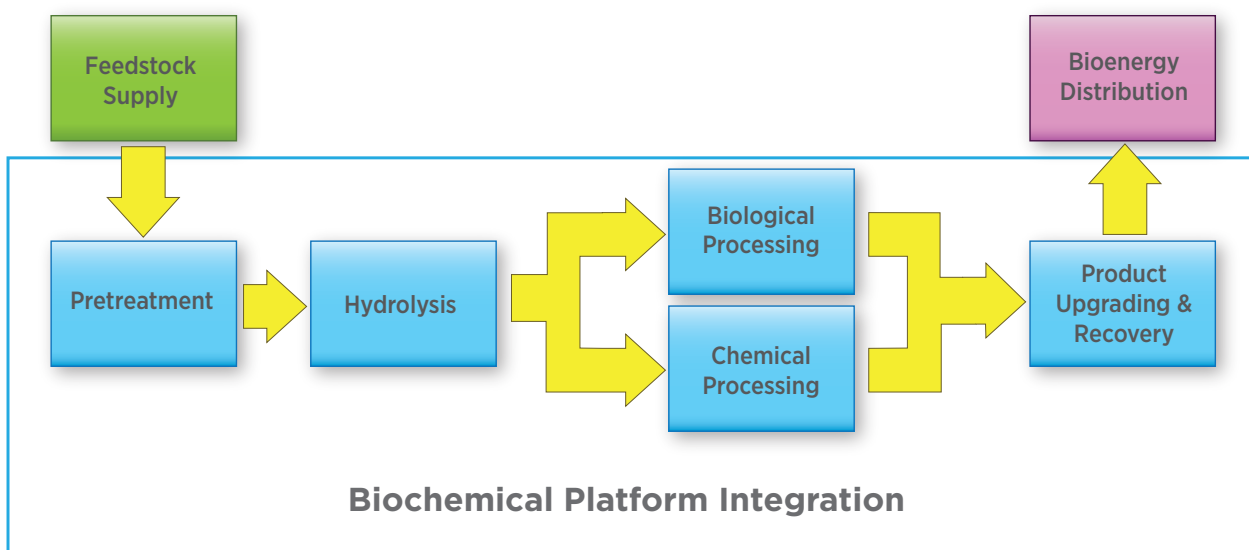 Feedstock
Supply
Bioenergy
Distribution
Pretreatment
Hydrolysis
Biological
Processing
Chemical
Processing
Product
Upgrading &
Recovery
Biochemical Platform Integration